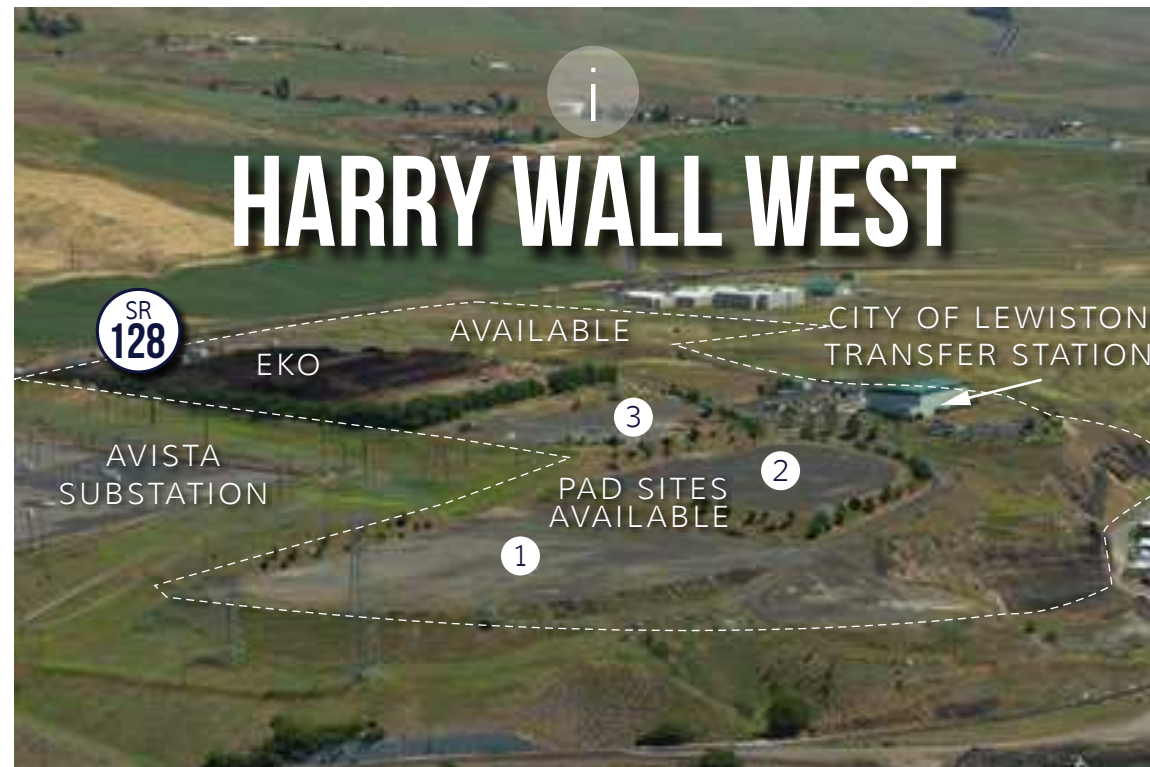 i
HARRY WALL WEST
SR
128
AVAILABLE
CITY OF LEWISTON
TRANSFER STATION
EKO
3
AVISTA
SUBSTATION
2
PAD SITES
AVAILABLE
1